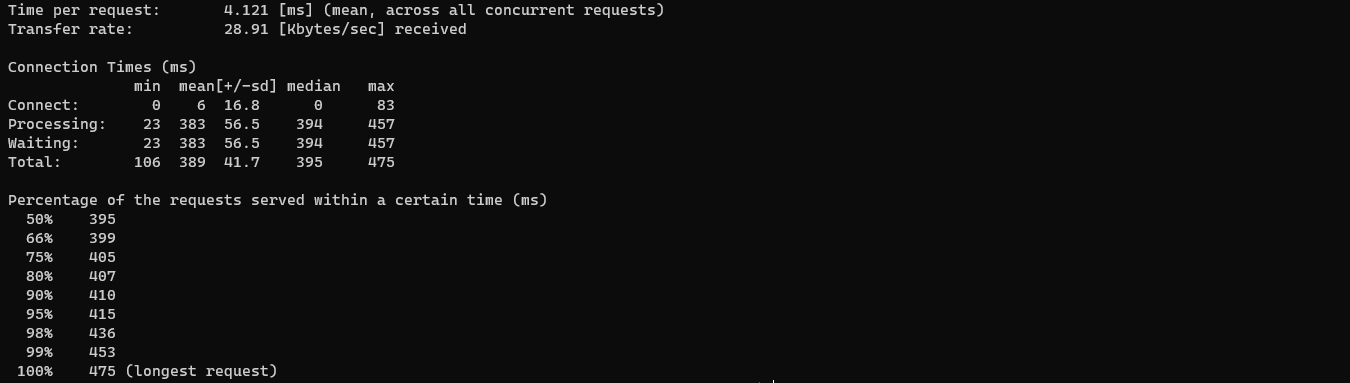 Time per request:       4.121 [ms] (mean, across all concurrent requests)
Transfer rate:          28.91 [Kbytes/sec] received

Connection Times (ms)
              min  mean[+/-sd] median   max
Connect:        0    6  16.8      0      83
Processing:    23  383  56.5    394     457
Waiting:       23  383  56.5    394     457
Total:        106  389  41.7    395     475

Percentage of the requests served within a certain time (ms)
  50%    395
  66%    399
  75%    405
  80%    407
  90%    410
  95%    415
  98%    436
  99%    453
 100%    475 (longest request)